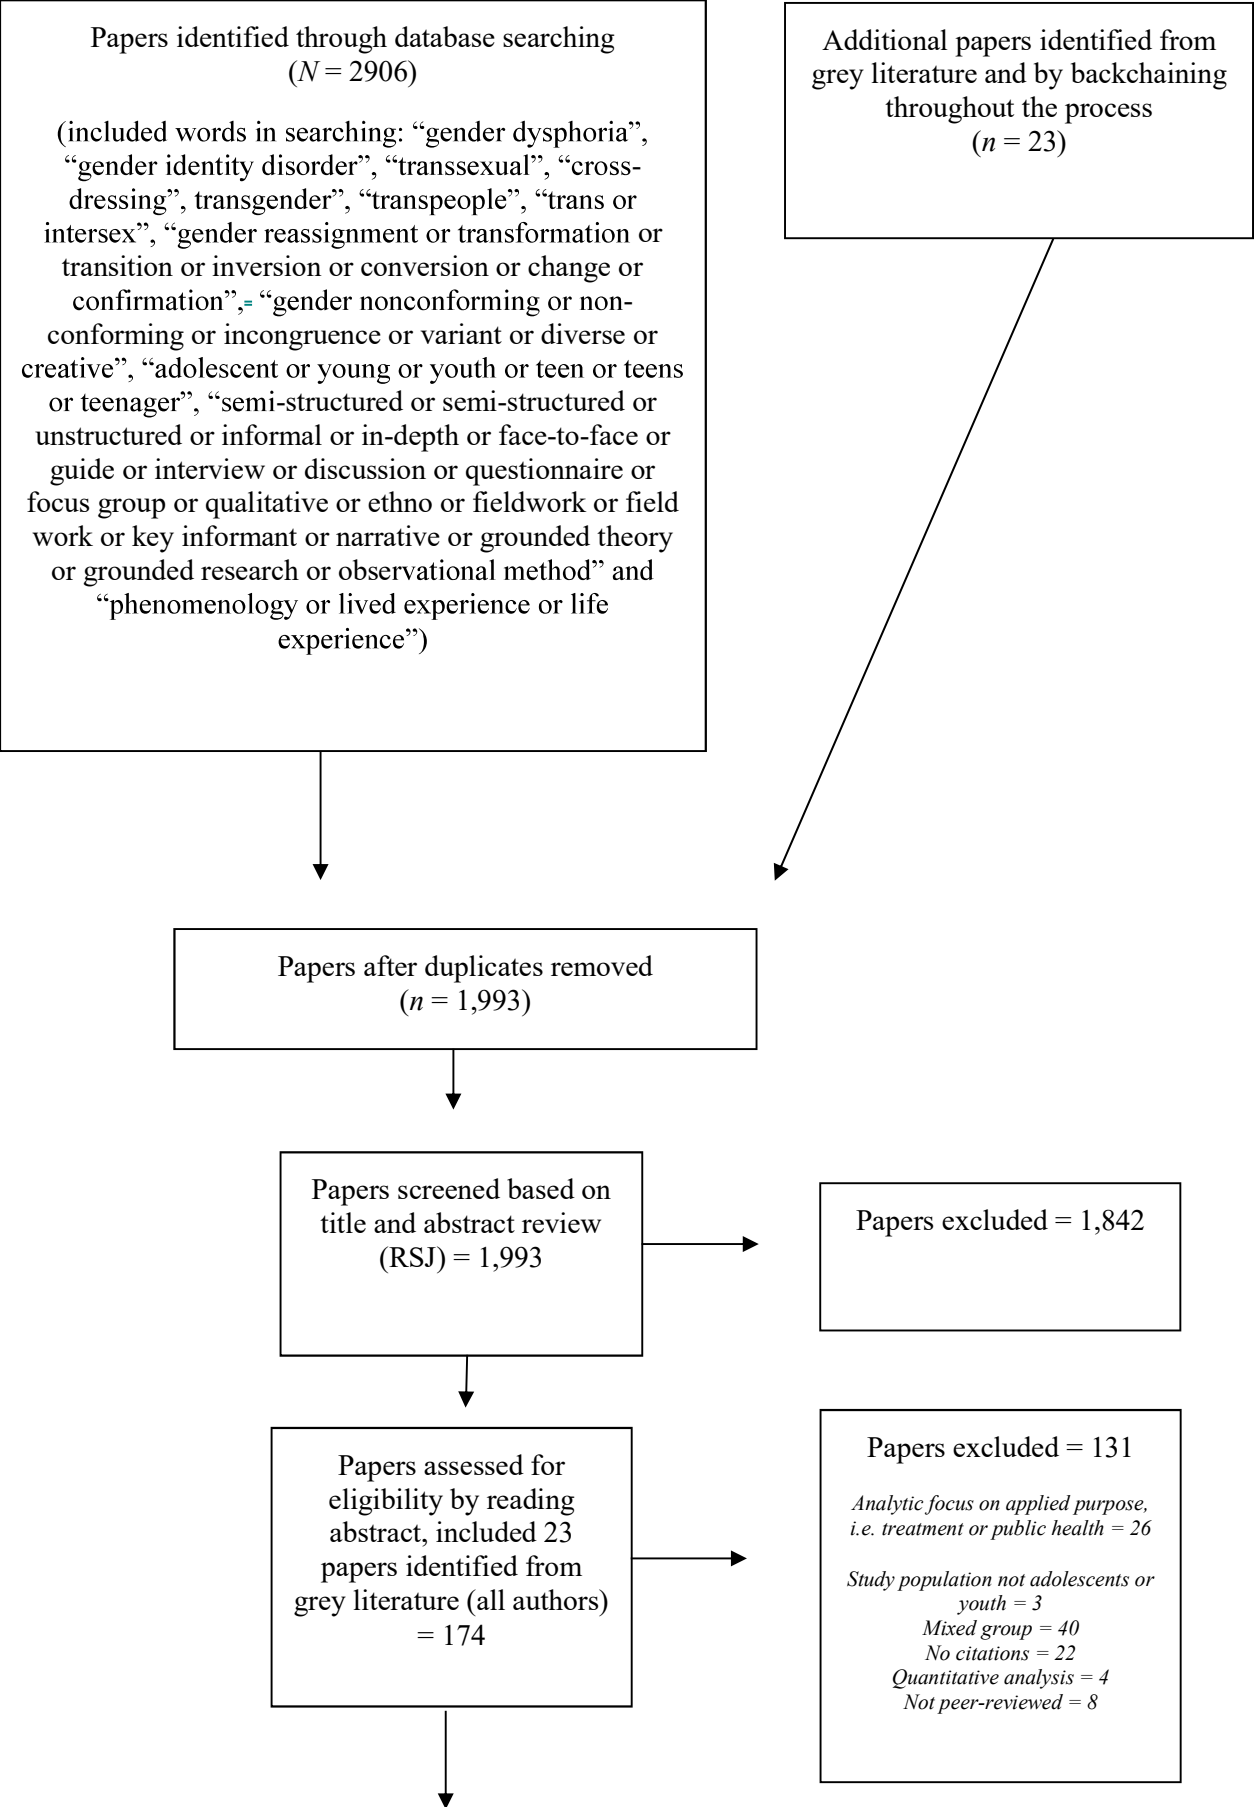 Papers identified through database searching
(N = 2906)
(included words in searching: “gender dysphoria”,
“gender identity disorder”, “transsexual”, “cross-
dressing”, transgender”, “transpeople”, “trans or
intersex”, “gender reassignment or transformation or
transition or inversion or conversion or change or
confirmation”,= “gender nonconforming or non-
conforming or incongruence or variant or diverse or
creative”, “adolescent or young or youth or teen or teens
or teenager”, “semi-structured or semi-structured or
unstructured or informal or in-depth or face-to-face or
guide or interview or discussion or questionnaire or
focus group or qualitative or ethno or fieldwork or field
work or key informant or narrative or grounded theory
or grounded research or observational method” and
“phenomenology or lived experience or life
experience”)
Additional papers identified from
grey literature and by backchaining
throughout the process
(n = 23)
Papers after duplicates removed
(n = 1,993)
Papers screened based on
title and abstract review
(RSJ) = 1,993
Papers excluded = 1,842
Papers assessed for
eligibility by reading
abstract, included 23
papers identified from
grey literature (all authors)
= 174
Papers excluded = 131
Analytic focus on applied purpose,
i.e. treatment or public health = 26
Study population not adolescents or
youth = 3
Mixed group = 40
No citations = 22
Quantitative analysis = 4
Not peer-reviewed = 8